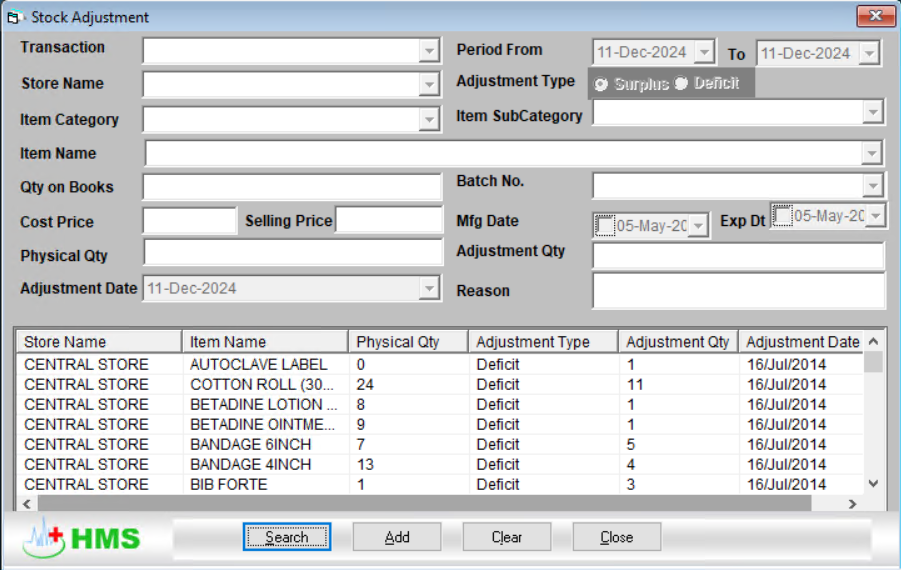 Stock Adjustment
Transaction Period From 11-Dec-2024 To 11-Dec-2024
Store Name Adjustment Type Surplus Deficit
Item Category Item SubCategory
Item Name
Qty on Books Batch No.
Cost Price Selling Price Mfg Date 05-May-20 Exp Dt 05-May-20
Physical Qty Adjustment Qty
Adjustment Date 11-Dec-2024 Reason
Store Name Item Name Physical Qty Adjustment Type Adjustment Qty Adjustment Date
CENTRAL STORE AUTOCLAVE LABEL 0 Deficit 1 16/Jul/2014
CENTRAL STORE COTTON ROLL (30... 24 Deficit 11 16/Jul/2014
CENTRAL STORE BETADINE LOTION ... 8 Deficit 1 16/Jul/2014
CENTRAL STORE BETADINE OINTME... 9 Deficit 1 16/Jul/2014
CENTRAL STORE BANDAGE 6INCH 7 Deficit 5 16/Jul/2014
CENTRAL STORE BANDAGE 4INCH 13 Deficit 4 16/Jul/2014
CENTRAL STORE BIB FORTE 1 Deficit 3 16/Jul/2014
HMS Search Add Clear Close